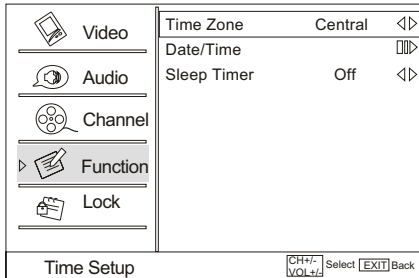 Video
Audio
Channel
Function
Lock
Time Zone Central
Date/Time
Sleep Timer Off
Time Setup
CH+/-
VOL+/- Select EXIT Back